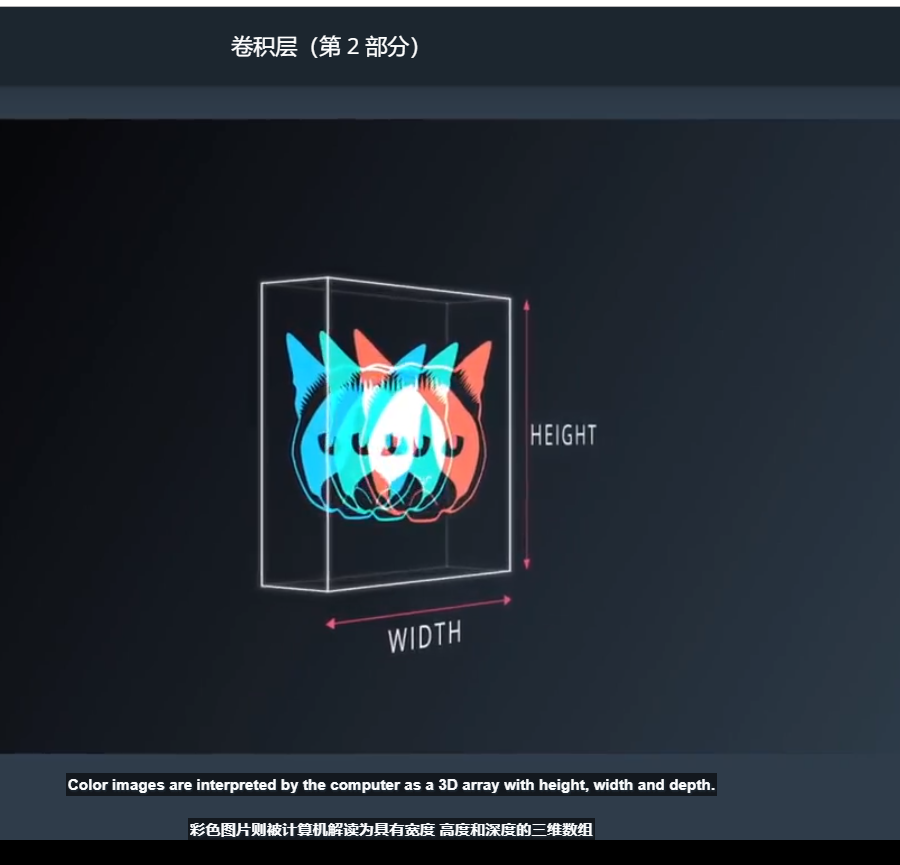 卷积层（第 2 部分）
HEIGHT
WIDTH
Color images are interpreted by the computer as a 3D array with height, width and depth.
彩色图片则被计算机解读为具有宽度 高度和深度的三维数组